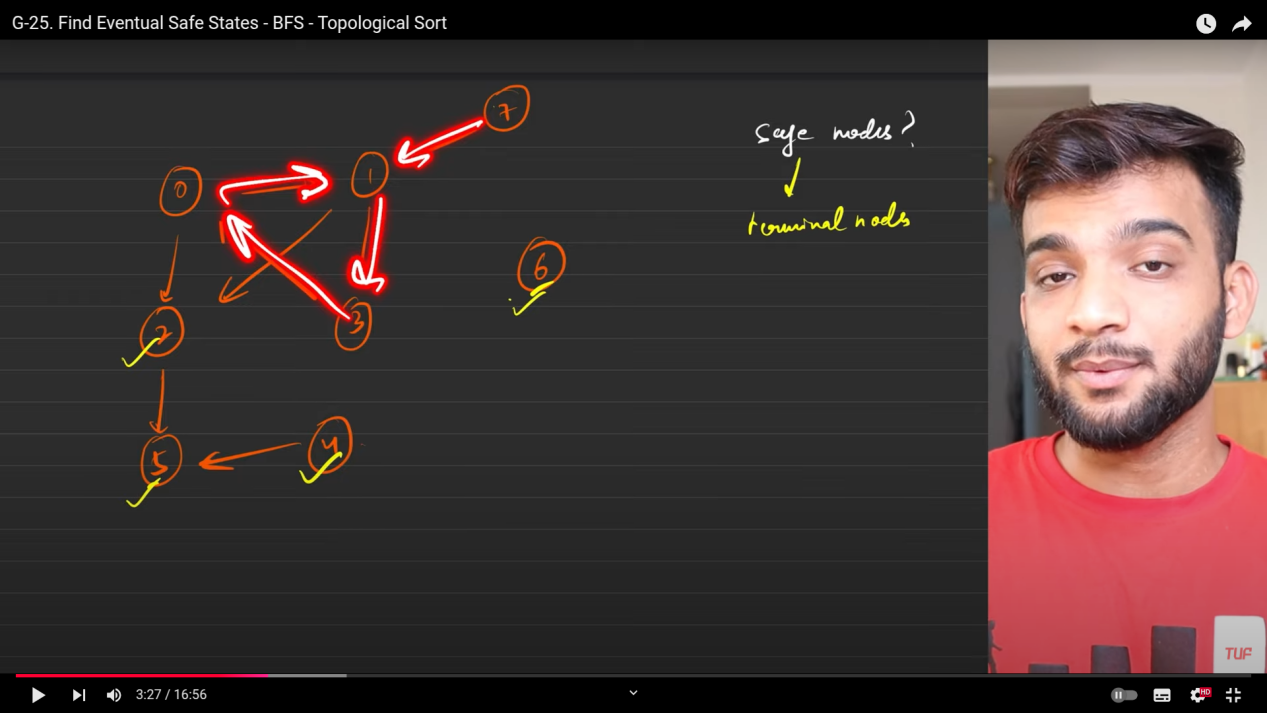 G-25. Find Eventual Safe States - BFS - Topological Sort
7
safe nodes?
0
1
terminal nodes
6
2
3
4
5
TUF
3:27 / 16:56
HD